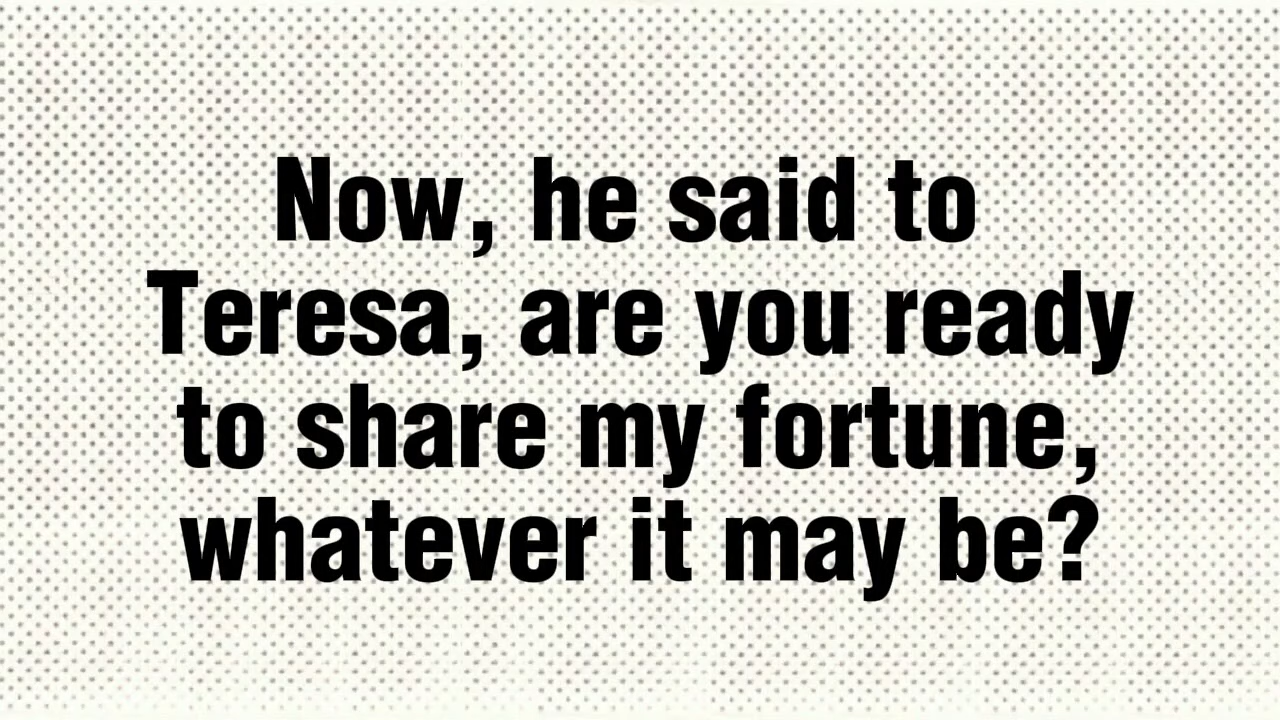 Now, he said to
Teresa, are you ready
to share my fortune,
whatever it may be?